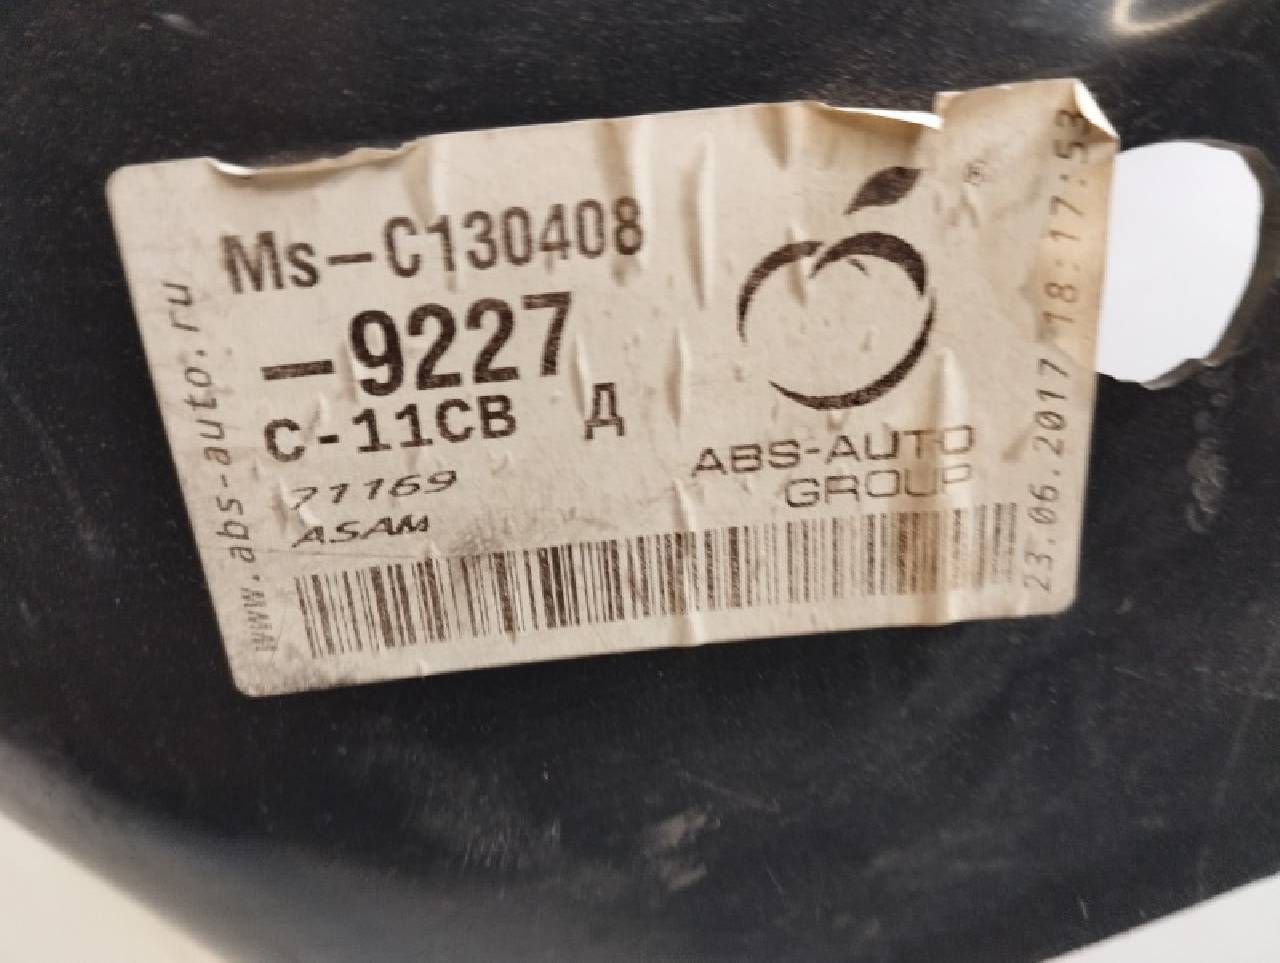 Ms-C130408
-9227
C-11CB Д
71169
ASAM
ABS-AUTO
GROUP
www.abs-auto.ru
23.06.2017 18:17:53